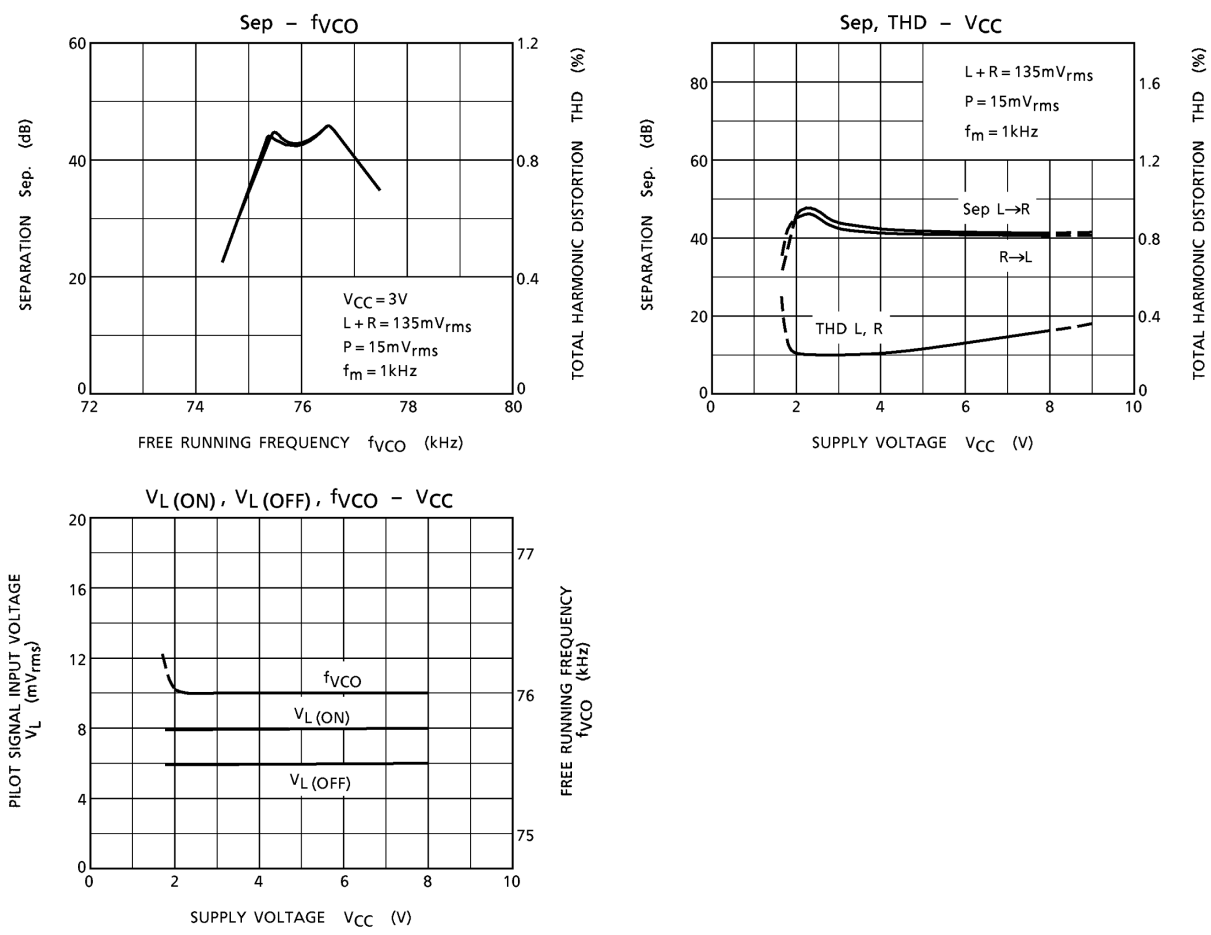 Sep – fVCO
60
40
20
0
1.2
0.8
0.4
0
SEPARATION Sep. (dB)
TOTAL HARMONIC DISTORTION THD (%)
VCC = 3V
L + R = 135mVrms
P = 15mVrms
fm = 1kHz
72 74 76 78 80
FREE RUNNING FREQUENCY fVCO (kHz)
Sep, THD – VCC
80
60
40
20
0
1.6
1.2
0.8
0.4
0
SEPARATION Sep. (dB)
TOTAL HARMONIC DISTORTION THD (%)
L + R = 135mVrms
P = 15mVrms
fm = 1kHz
Sep L→R
R→L
THD L, R
0 2 4 6 8 10
SUPPLY VOLTAGE VCC (V)
VL (ON), VL (OFF), fVCO – VCC
20
16
12
8
4
0
77
76
75
PILOT SIGNAL INPUT VOLTAGE
VL (mVrms)
FREE RUNNING FREQUENCY
fVCO (kHz)
fVCO
VL (ON)
VL (OFF)
0 2 4 6 8 10
SUPPLY VOLTAGE VCC (V)